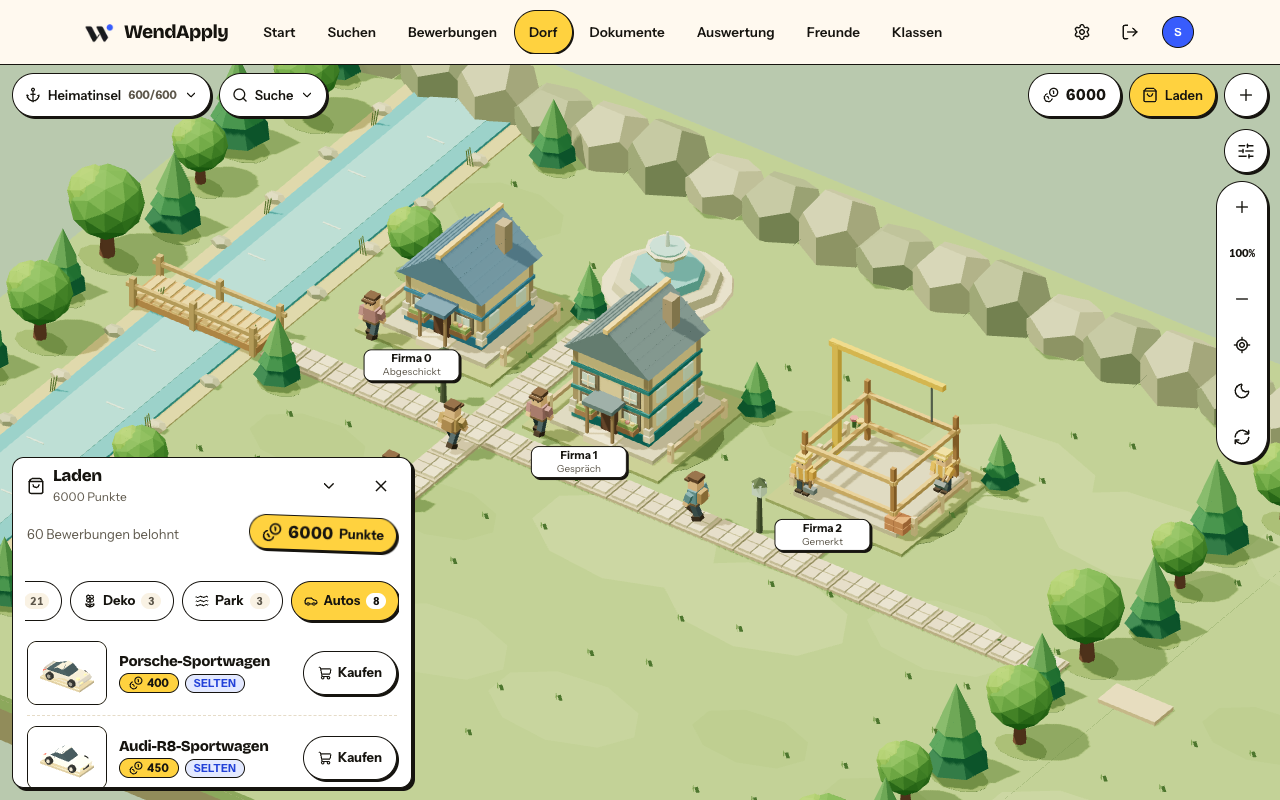 WendApply
Start
Suchen
Bewerbungen
Dorf
Dokumente
Auswertung
Freunde
Klassen
S
Heimatinsel 600/600
Suche
6000
Laden
100%
Firma 0
Abgeschickt
Firma 1
Gespräch
Firma 2
Gemerkt
Laden
6000 Punkte
60 Bewerbungen belohnt
6000 Punkte
21
Deko 3
Park 3
Autos 8
Porsche-Sportwagen
400 SELTEN
Kaufen
Audi-R8-Sportwagen
450 SELTEN
Kaufen